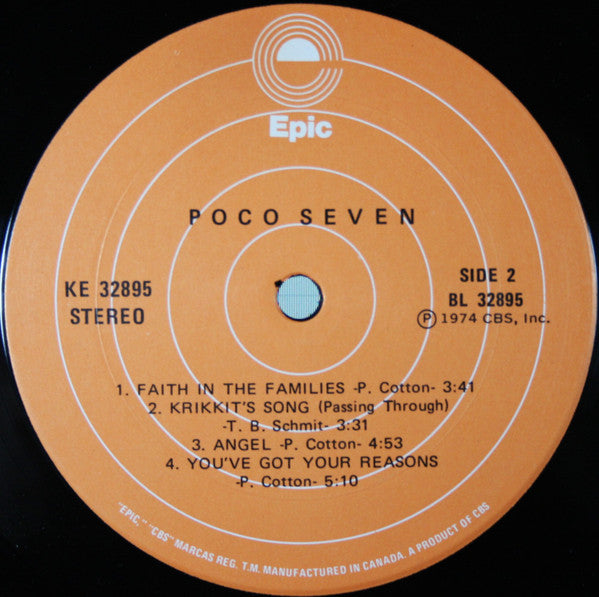 Epic
POCO SEVEN
KE 32895
STEREO
SIDE 2
BL 32895
Ⓟ 1974 CBS, Inc.
1. FAITH IN THE FAMILIES -P. Cotton- 3:41
2. KRIKKIT'S SONG (Passing Through)
-T. B. Schmit- 3:31
3. ANGEL -P. Cotton- 4:53
4. YOU'VE GOT YOUR REASONS
-P. Cotton- 5:10
"EPIC," "CBS" MARCAS REG. T.M. MANUFACTURED IN CANADA. A PRODUCT OF CBS